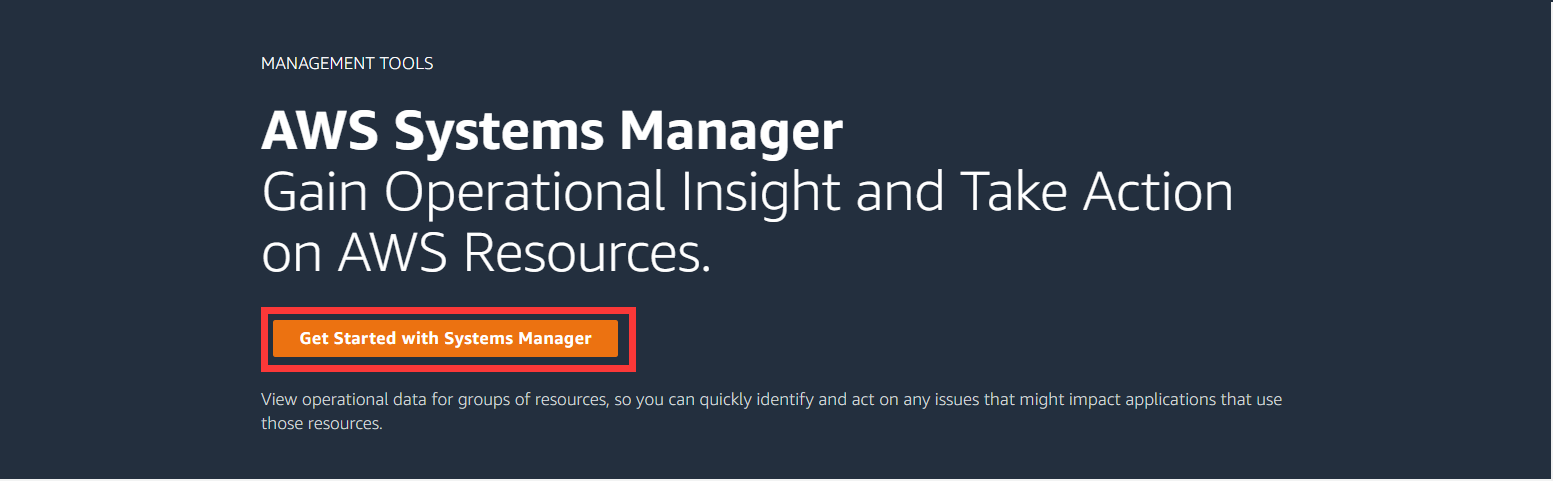 MANAGEMENT TOOLS
AWS Systems Manager
Gain Operational Insight and Take Action
on AWS Resources.
Get Started with Systems Manager
View operational data for groups of resources, so you can quickly identify and act on any issues that might impact applications that use
those resources.